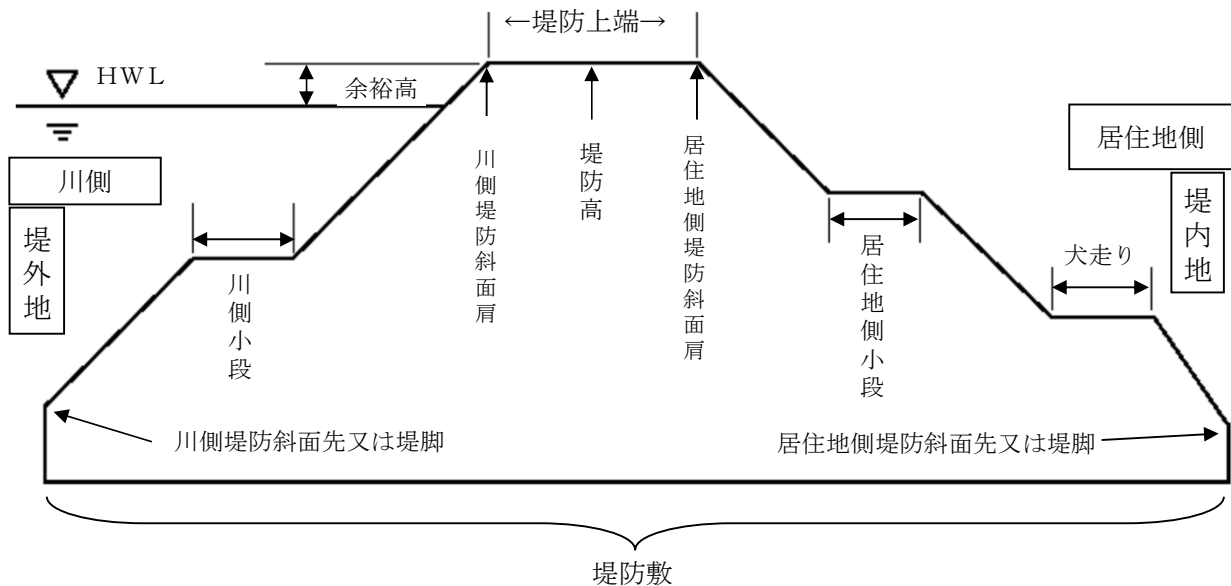 ←堤防上端→
HWL
余裕高
川側
堤外地
居住地側
堤内地
川側堤防斜面肩
堤防高
居住地側堤防斜面肩
川側小段
居住地側小段
犬走り
川側堤防斜面先又は堤脚
居住地側堤防斜面先又は堤脚
堤防敷